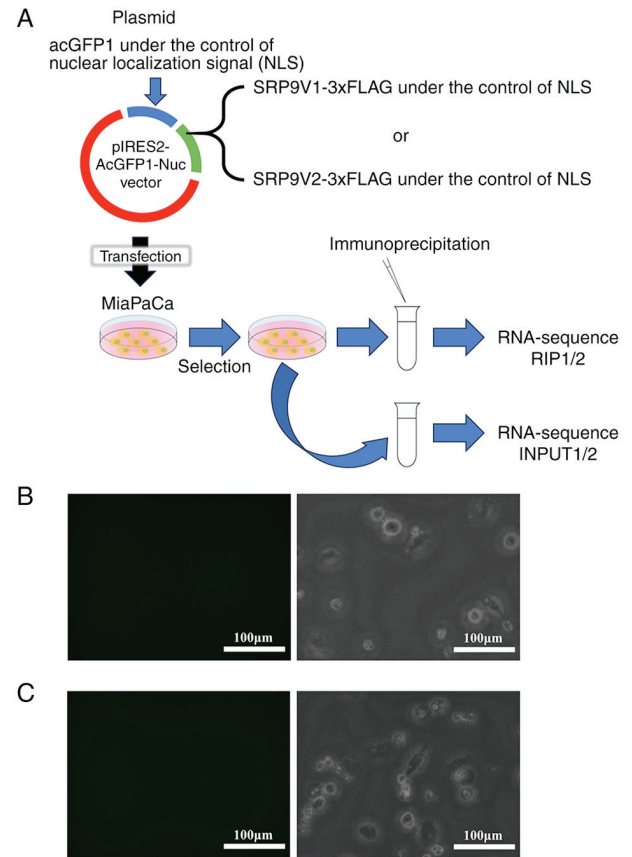 A
Plasmid
acGFP1 under the control of
nuclear localization signal (NLS)
SRP9V1-3xFLAG under the control of NLS
or
SRP9V2-3xFLAG under the control of NLS
pIRES2-
AcGFP1-Nuc
vector
Transfection
MiaPaCa
Selection
Immunoprecipitation
RNA-sequence
RIP1/2
RNA-sequence
INPUT1/2
B
100μm
100μm
C
100μm
100μm